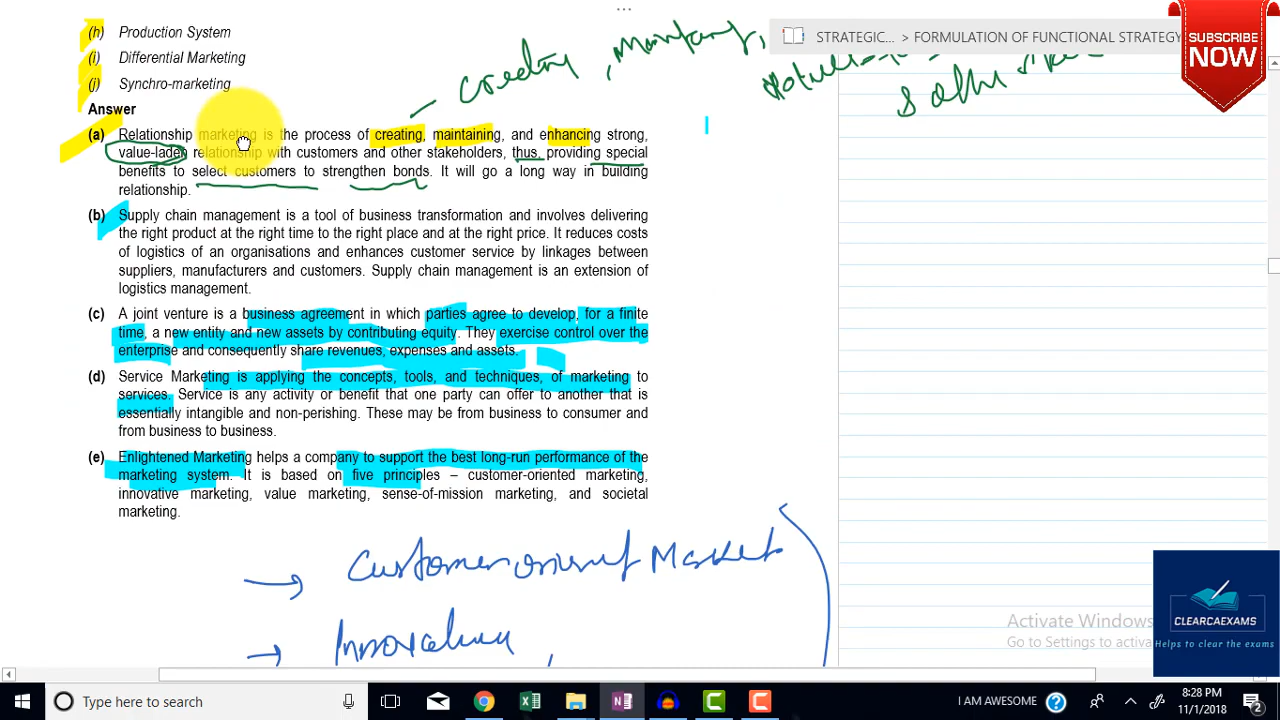 (h) Production System
(i) Differential Marketing
(j) Synchro-marketing
STRATEGIC... > FORMULATION OF FUNCTIONAL STRATEGY
SUBSCRIBE
NOW
creating, Maintaing,
& other
Answer
(a) Relationship marketing is the process of creating, maintaining, and enhancing strong,
value-laden relationship with customers and other stakeholders, thus, providing special
benefits to select customers to strengthen bonds. It will go a long way in building
relationship.
(b) Supply chain management is a tool of business transformation and involves delivering
the right product at the right time to the right place and at the right price. It reduces costs
of logistics of an organisations and enhances customer service by linkages between
suppliers, manufacturers and customers. Supply chain management is an extension of
logistics management.
(c) A joint venture is a business agreement in which parties agree to develop, for a finite
time, a new entity and new assets by contributing equity. They exercise control over the
enterprise and consequently share revenues, expenses and assets.
(d) Service Marketing is applying the concepts, tools, and techniques, of marketing to
services. Service is any activity or benefit that one party can offer to another that is
essentially intangible and non-perishing. These may be from business to consumer and
from business to business.
(e) Enlightened Marketing helps a company to support the best long-run performance of the
marketing system. It is based on five principles – customer-oriented marketing,
innovative marketing, value marketing, sense-of-mission marketing, and societal
marketing.
Customer orient Market
Innovative
Activate Windows
Go to Settings to activa
CLEARCAEXAMS
Helps to clear the exams
Type here to search
I AM AWESOME
8:28 PM
11/1/2018
2